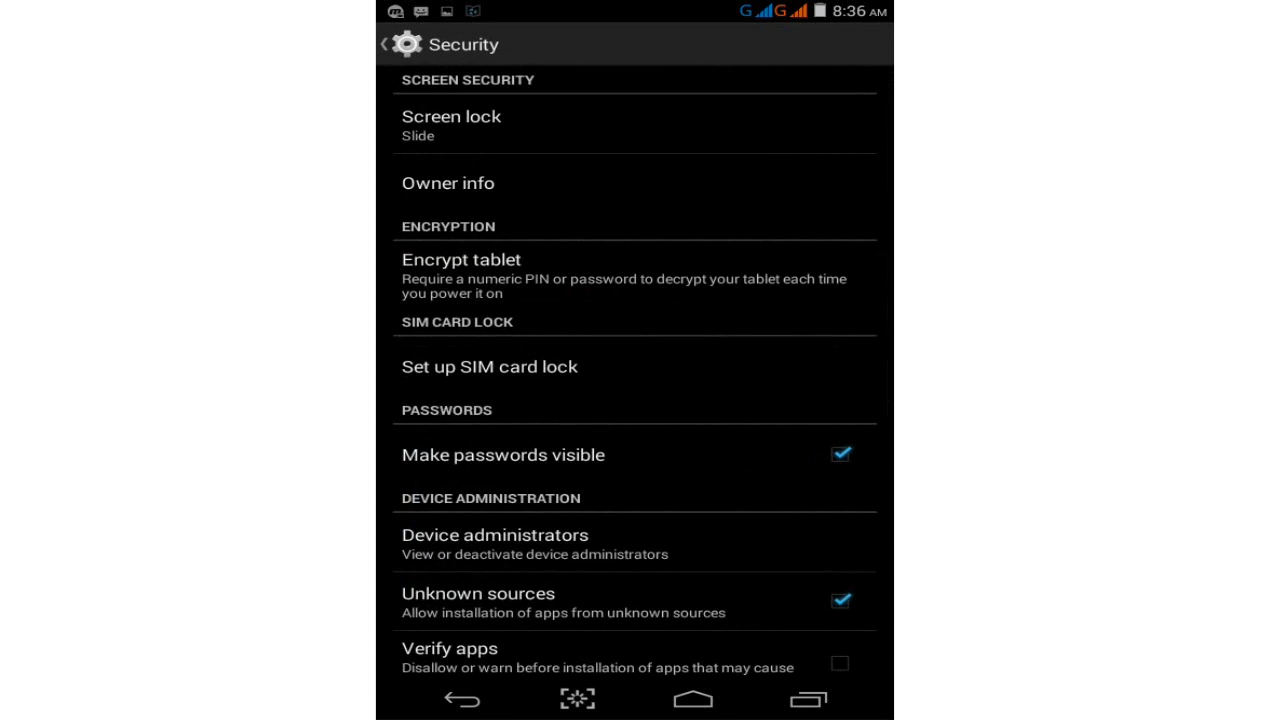 G G 8:36 AM
Security
SCREEN SECURITY
Screen lock
Slide
Owner info
ENCRYPTION
Encrypt tablet
Require a numeric PIN or password to decrypt your tablet each time
you power it on
SIM CARD LOCK
Set up SIM card lock
PASSWORDS
Make passwords visible
DEVICE ADMINISTRATION
Device administrators
View or deactivate device administrators
Unknown sources
Allow installation of apps from unknown sources
Verify apps
Disallow or warn before installation of apps that may cause